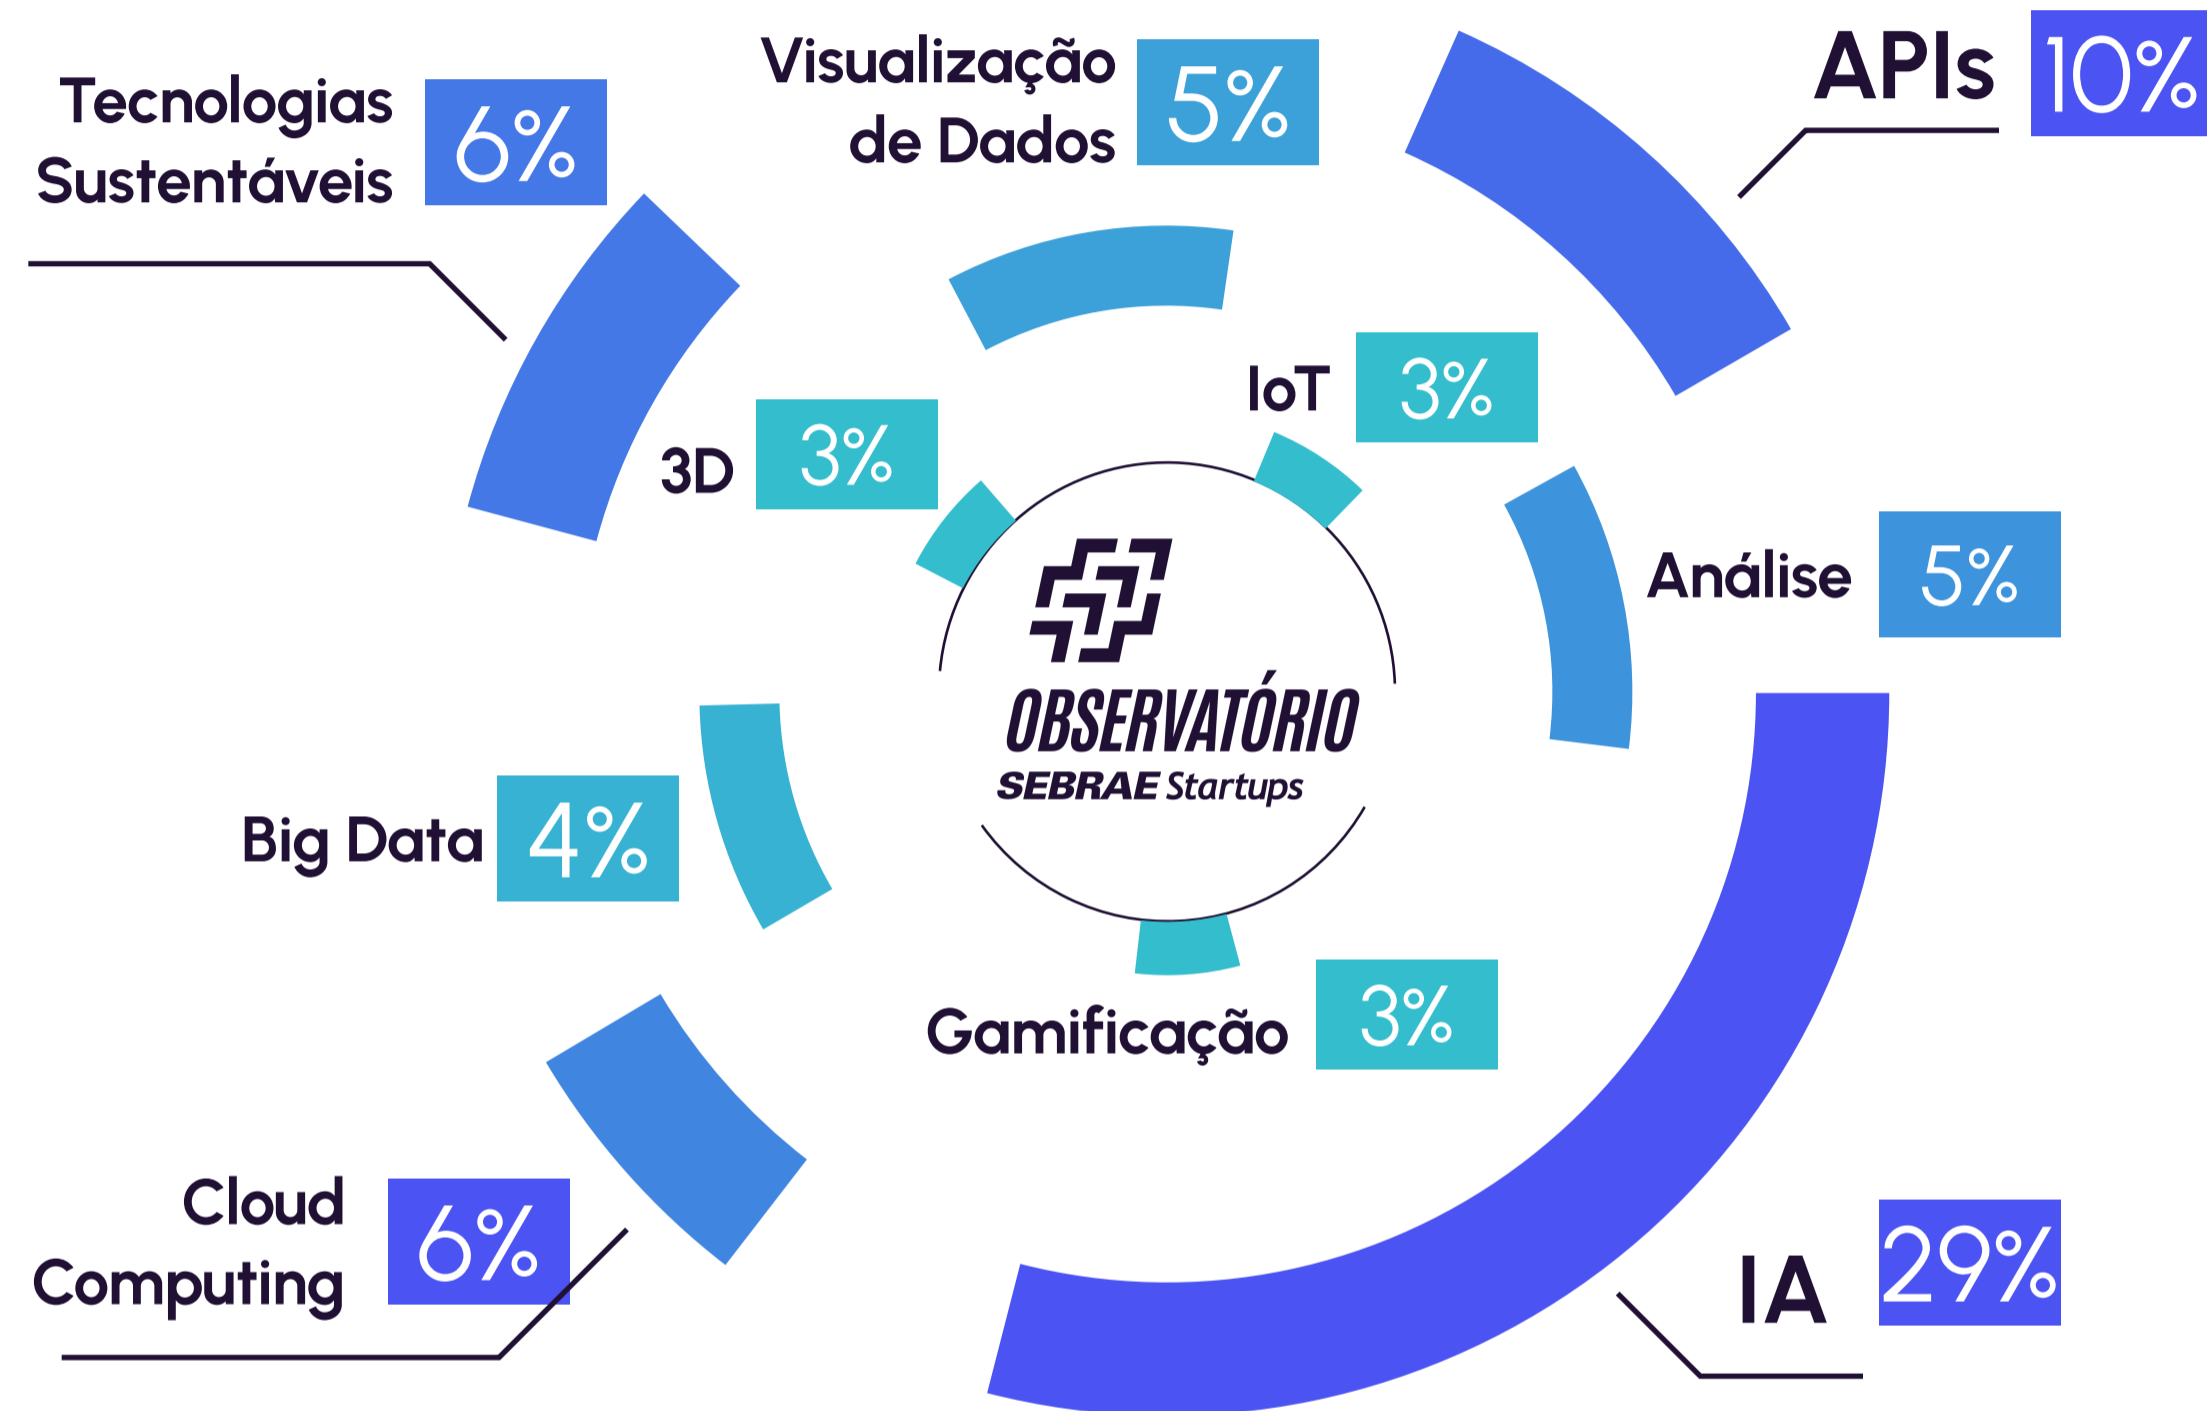 Tecnologias
Sustentáveis
6%
Visualização
de Dados
5%
APIs
10%
3D
3%
IoT
3%
Análise
5%
OBSERVATÓRIO
SEBRAE Startups
Big Data
4%
Gamificação
3%
Cloud
Computing
6%
IA
29%